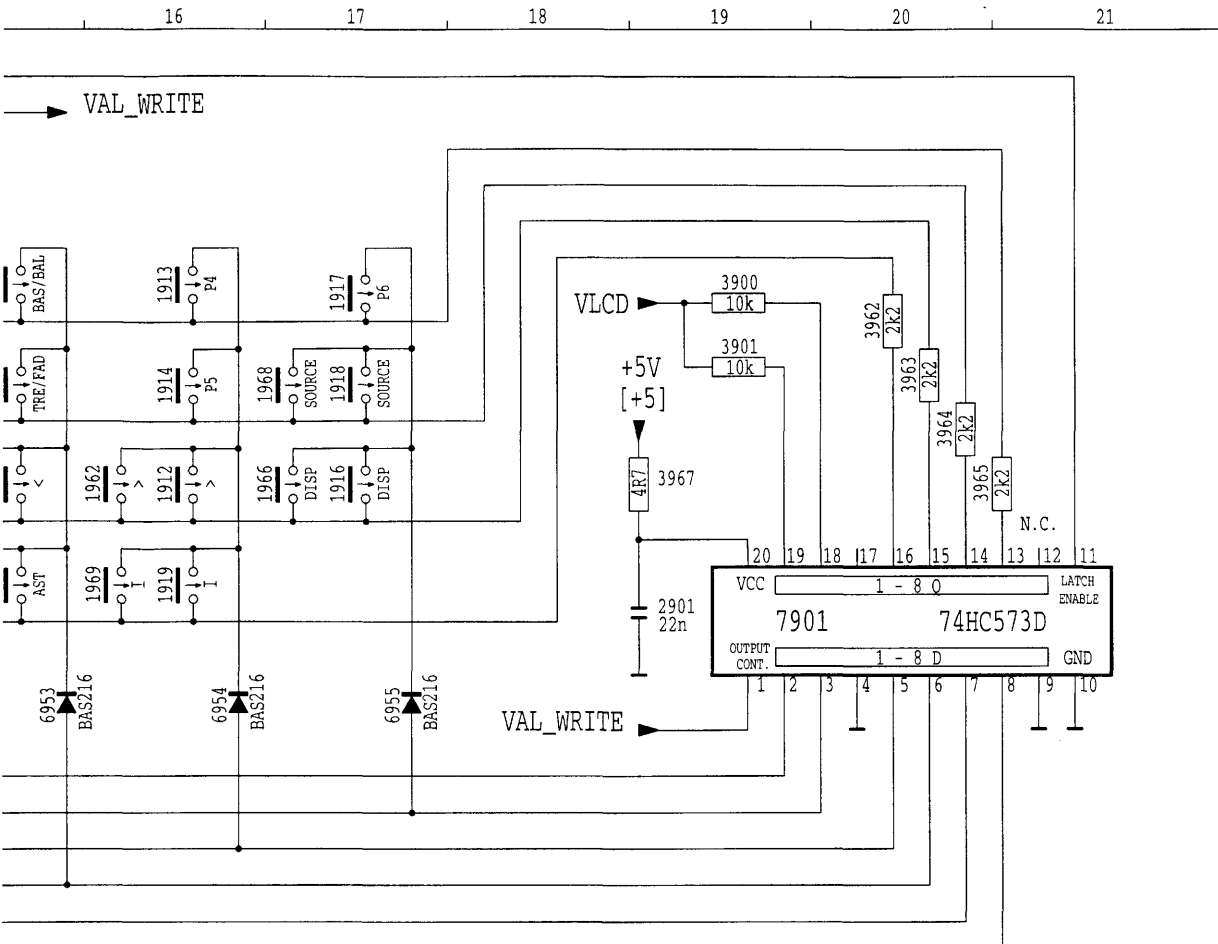 16 17 18 19 20 21
VAL_WRITE
BAS/BAL
1913
P4
1917
P6
TRE/FAD
1914
P5
1968
SOURCE
1918
SOURCE
<
1962
>
1912
>
1966
DISP
1916
DISP
AST
1969
I
1919
I
6953
BAS216
6954
BAS216
6955
BAS216
VLCD
3900
10k
3901
10k
+5V
[+5]
4R7
3967
2901
22n
3962
2k2
3963
2k2
3964
2k2
3965
2k2
N.C.
20 19 18 17 16 15 14 13 12 11
VCC
1 - 8 Q
LATCH
ENABLE
7901
74HC573D
OUTPUT
CONT.
1 - 8 D
GND
1 2 3 4 5 6 7 8 9 10
VAL_WRITE